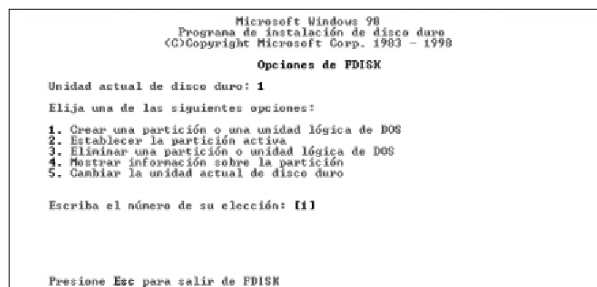 Microsoft Windows 98
Programa de instalación de disco duro
(C)Copyright Microsoft Corp. 1983 - 1998
Opciones de FDISK
Unidad actual de disco duro: 1
Elija una de las siguientes opciones:
1. Crear una partición o una unidad lógica de DOS
2. Establecer la partición activa
3. Eliminar una partición o unidad lógica de DOS
4. Mostrar información sobre la partición
5. Cambiar la unidad actual de disco duro
Escriba el número de su elección: [1]
Presione Esc para salir de FDISK